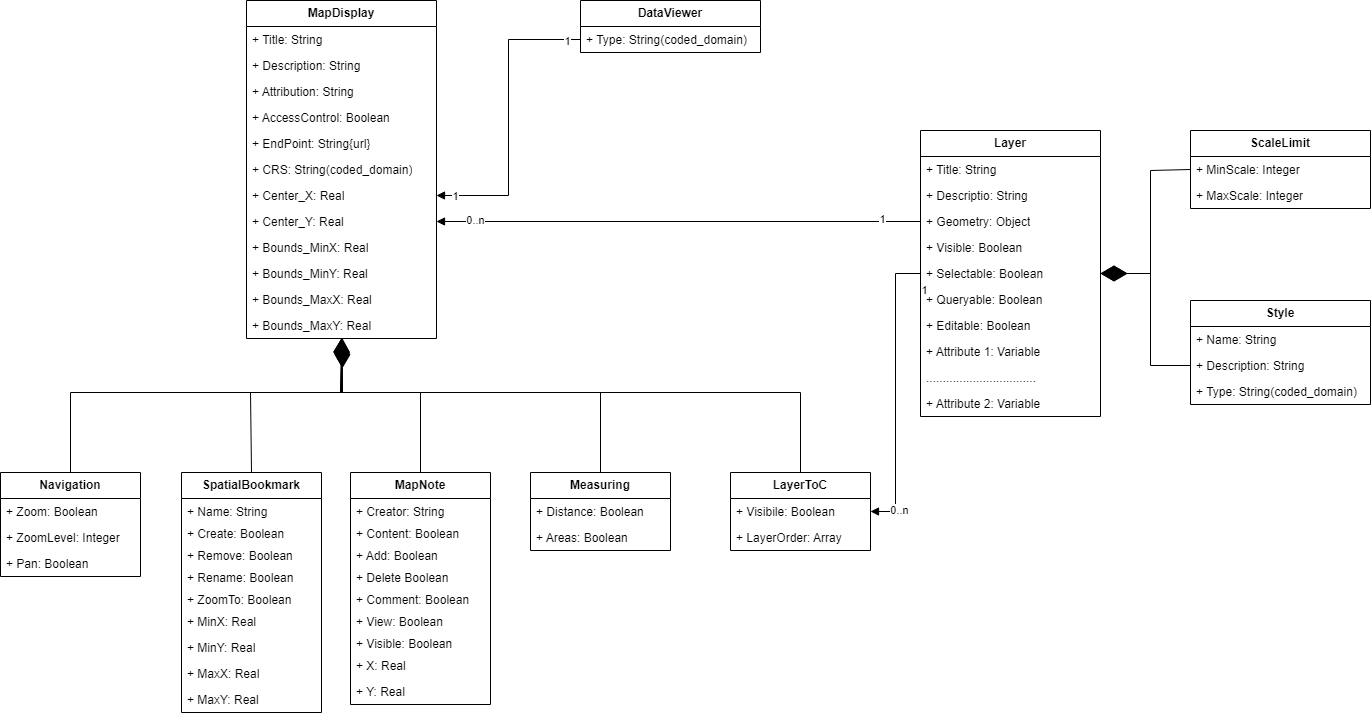 MapDisplay
+ Title: String
+ Description: String
+ Attribution: String
+ AccessControl: Boolean
+ EndPoint: String{url}
+ CRS: String(coded_domain)
+ Center_X: Real
+ Center_Y: Real
+ Bounds_MinX: Real
+ Bounds_MinY: Real
+ Bounds_MaxX: Real
+ Bounds_MaxY: Real
DataViewer
+ Type: String(coded_domain)
1
1
0..n
1
Layer
+ Title: String
+ Descriptio: String
+ Geometry: Object
+ Visible: Boolean
+ Selectable: Boolean
+ Queryable: Boolean
+ Editable: Boolean
+ Attribute 1: Variable
.................................
+ Attribute 2: Variable
1
0..n
ScaleLimit
+ MinScale: Integer
+ MaxScale: Integer
Style
+ Name: String
+ Description: String
+ Type: String(coded_domain)
Navigation
+ Zoom: Boolean
+ ZoomLevel: Integer
+ Pan: Boolean
SpatialBookmark
+ Name: String
+ Create: Boolean
+ Remove: Boolean
+ Rename: Boolean
+ ZoomTo: Boolean
+ MinX: Real
+ MinY: Real
+ MaxX: Real
+ MaxY: Real
MapNote
+ Creator: String
+ Content: Boolean
+ Add: Boolean
+ Delete Boolean
+ Comment: Boolean
+ View: Boolean
+ Visible: Boolean
+ X: Real
+ Y: Real
Measuring
+ Distance: Boolean
+ Areas: Boolean
LayerToC
+ Visibile: Boolean
+ LayerOrder: Array